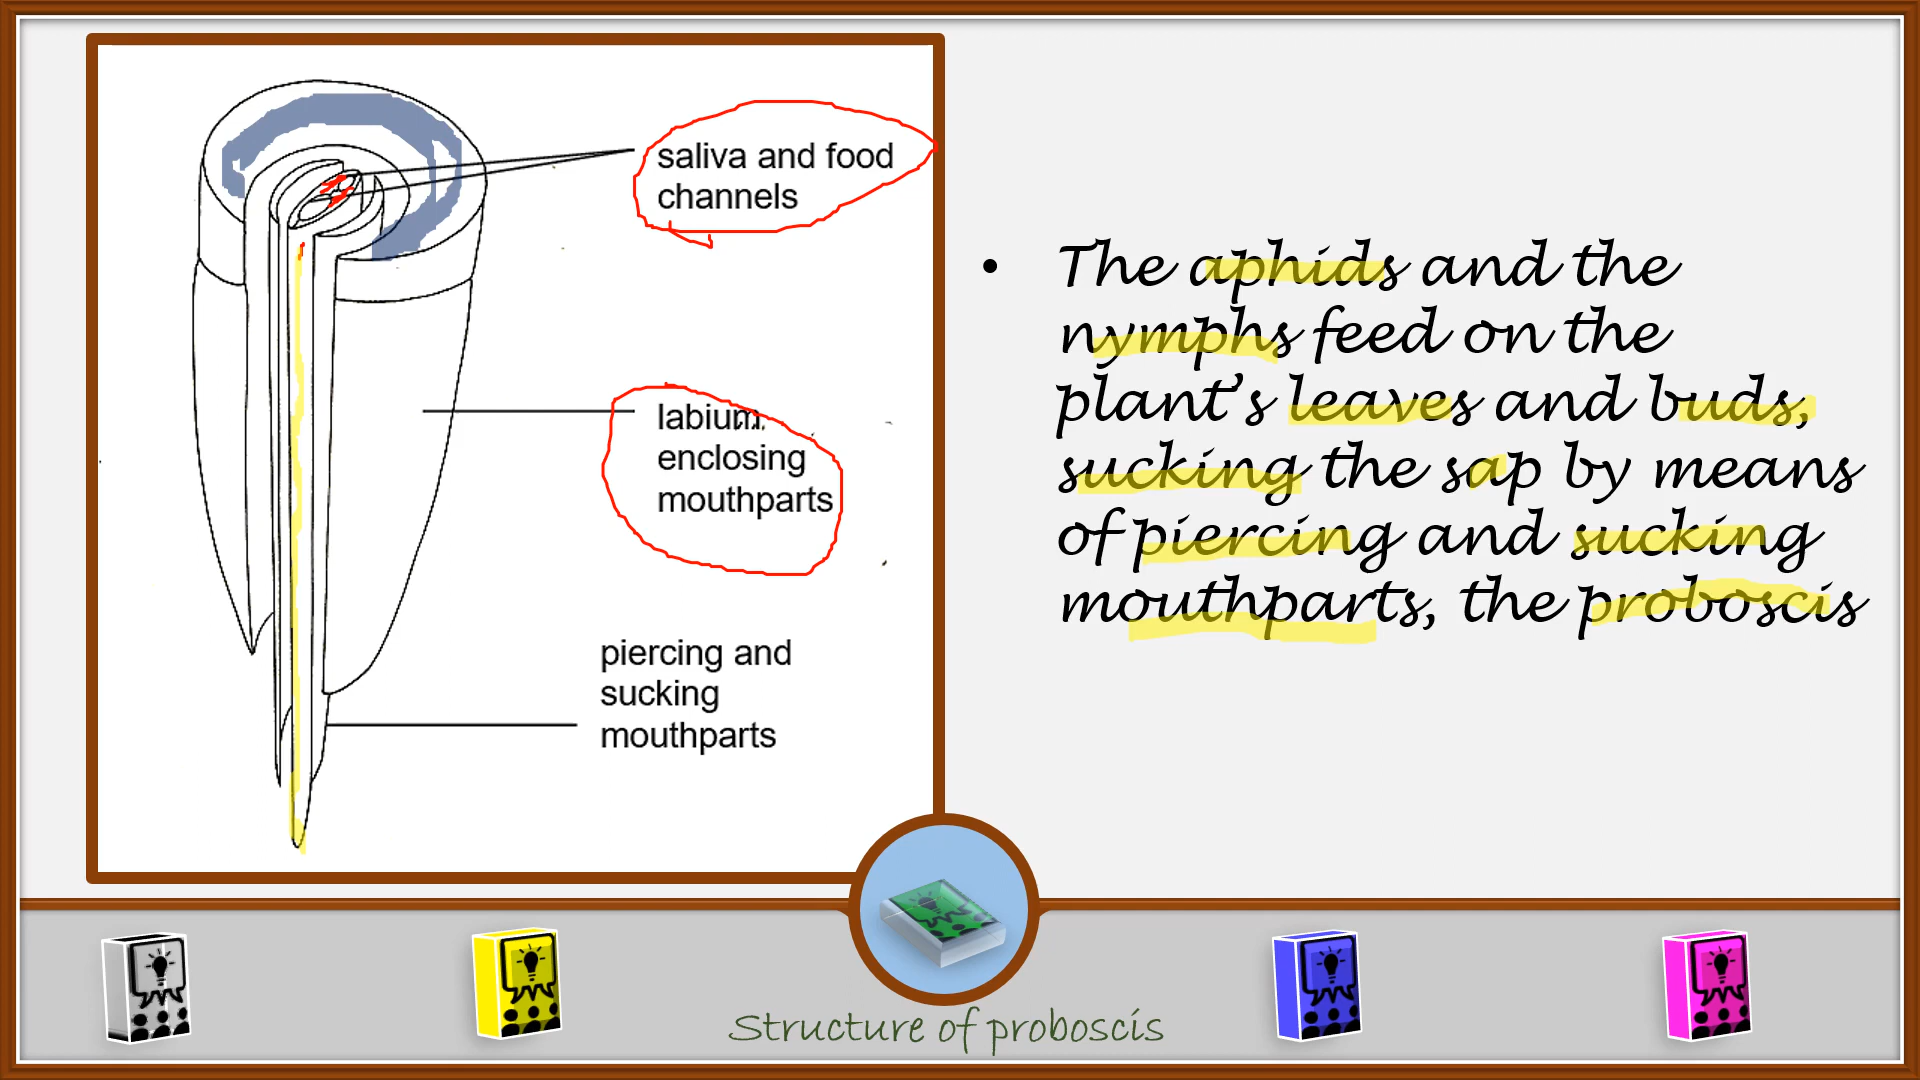 saliva and food
channels
labium,
enclosing
mouthparts
piercing and
sucking
mouthparts
• The aphids and the
nymphs feed on the
plant's leaves and buds,
sucking the sap by means
of piercing and sucking
mouthparts, the proboscis
Structure of proboscis